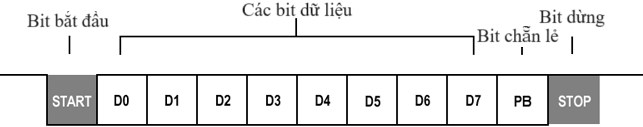 Bit bắt đầu
Các bit dữ liệu
Bit chẵn lẻ
Bit dừng
START D0 D1 D2 D3 D4 D5 D6 D7 PB STOP